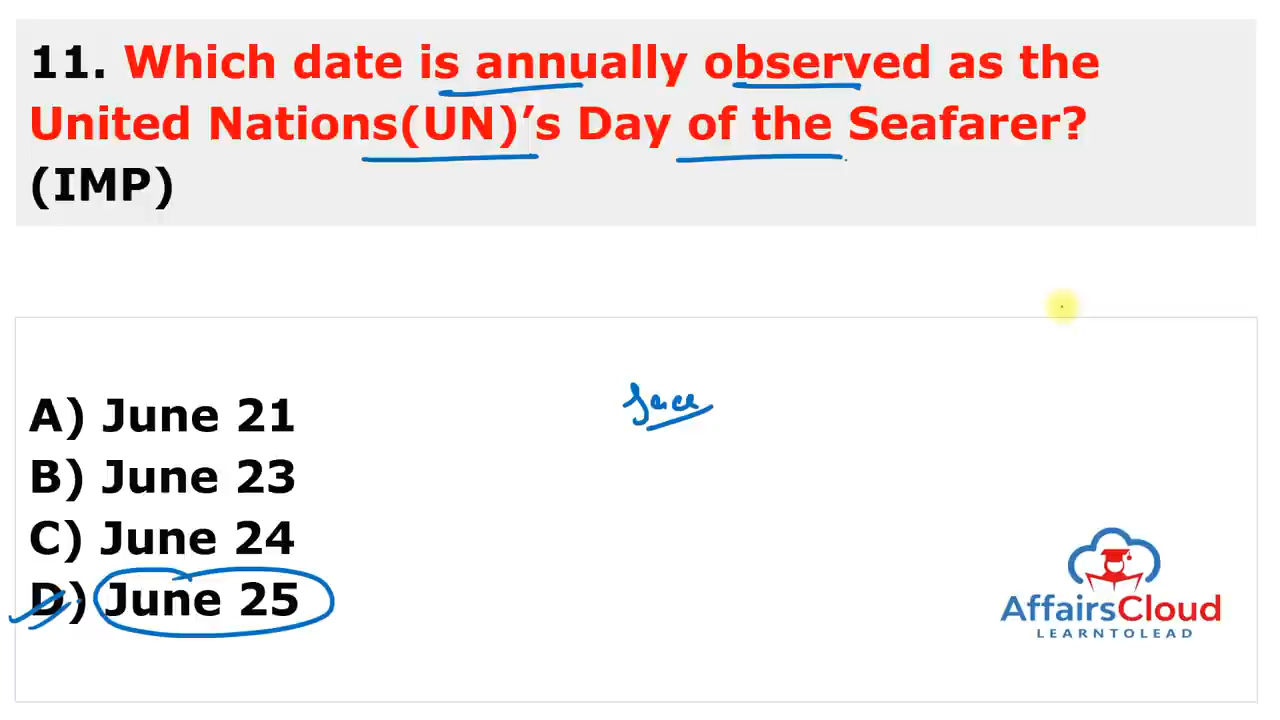 11. Which date is annually observed as the
United Nations(UN)’s Day of the Seafarer?
(IMP)
A) June 21
B) June 23
C) June 24
D) June 25
AffairsCloud
LEARNTOLEAD